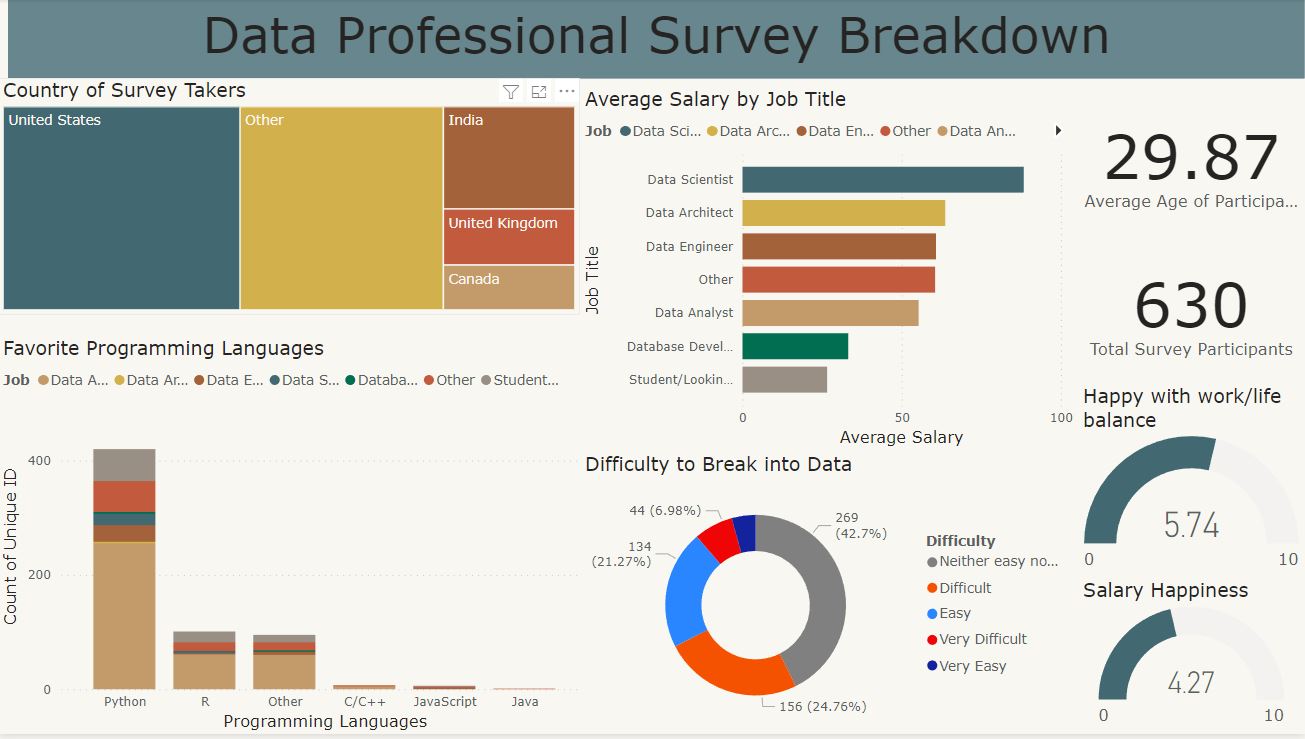 Data Professional Survey Breakdown
Country of Survey Takers
United States
Other
India
United Kingdom
Canada
Average Salary by Job Title
Job Data Sci... Data Arc... Data En... Other Data An...
Job Title
Data Scientist
Data Architect
Data Engineer
Other
Data Analyst
Database Devel...
Student/Lookin...
0 50 100
Average Salary
29.87
Average Age of Participa...
630
Total Survey Participants
Favorite Programming Languages
Job Data A... Data Ar... Data E... Data S... Databa... Other Student...
Count of Unique ID
400
200
0
Python R Other C/C++ JavaScript Java
Programming Languages
Difficulty to Break into Data
44 (6.98%)
269
(42.7%)
134
(21.27%)
156 (24.76%)
Difficulty
Neither easy no...
Difficult
Easy
Very Difficult
Very Easy
Happy with work/life
balance
5.74
0 10
Salary Happiness
4.27
0 10